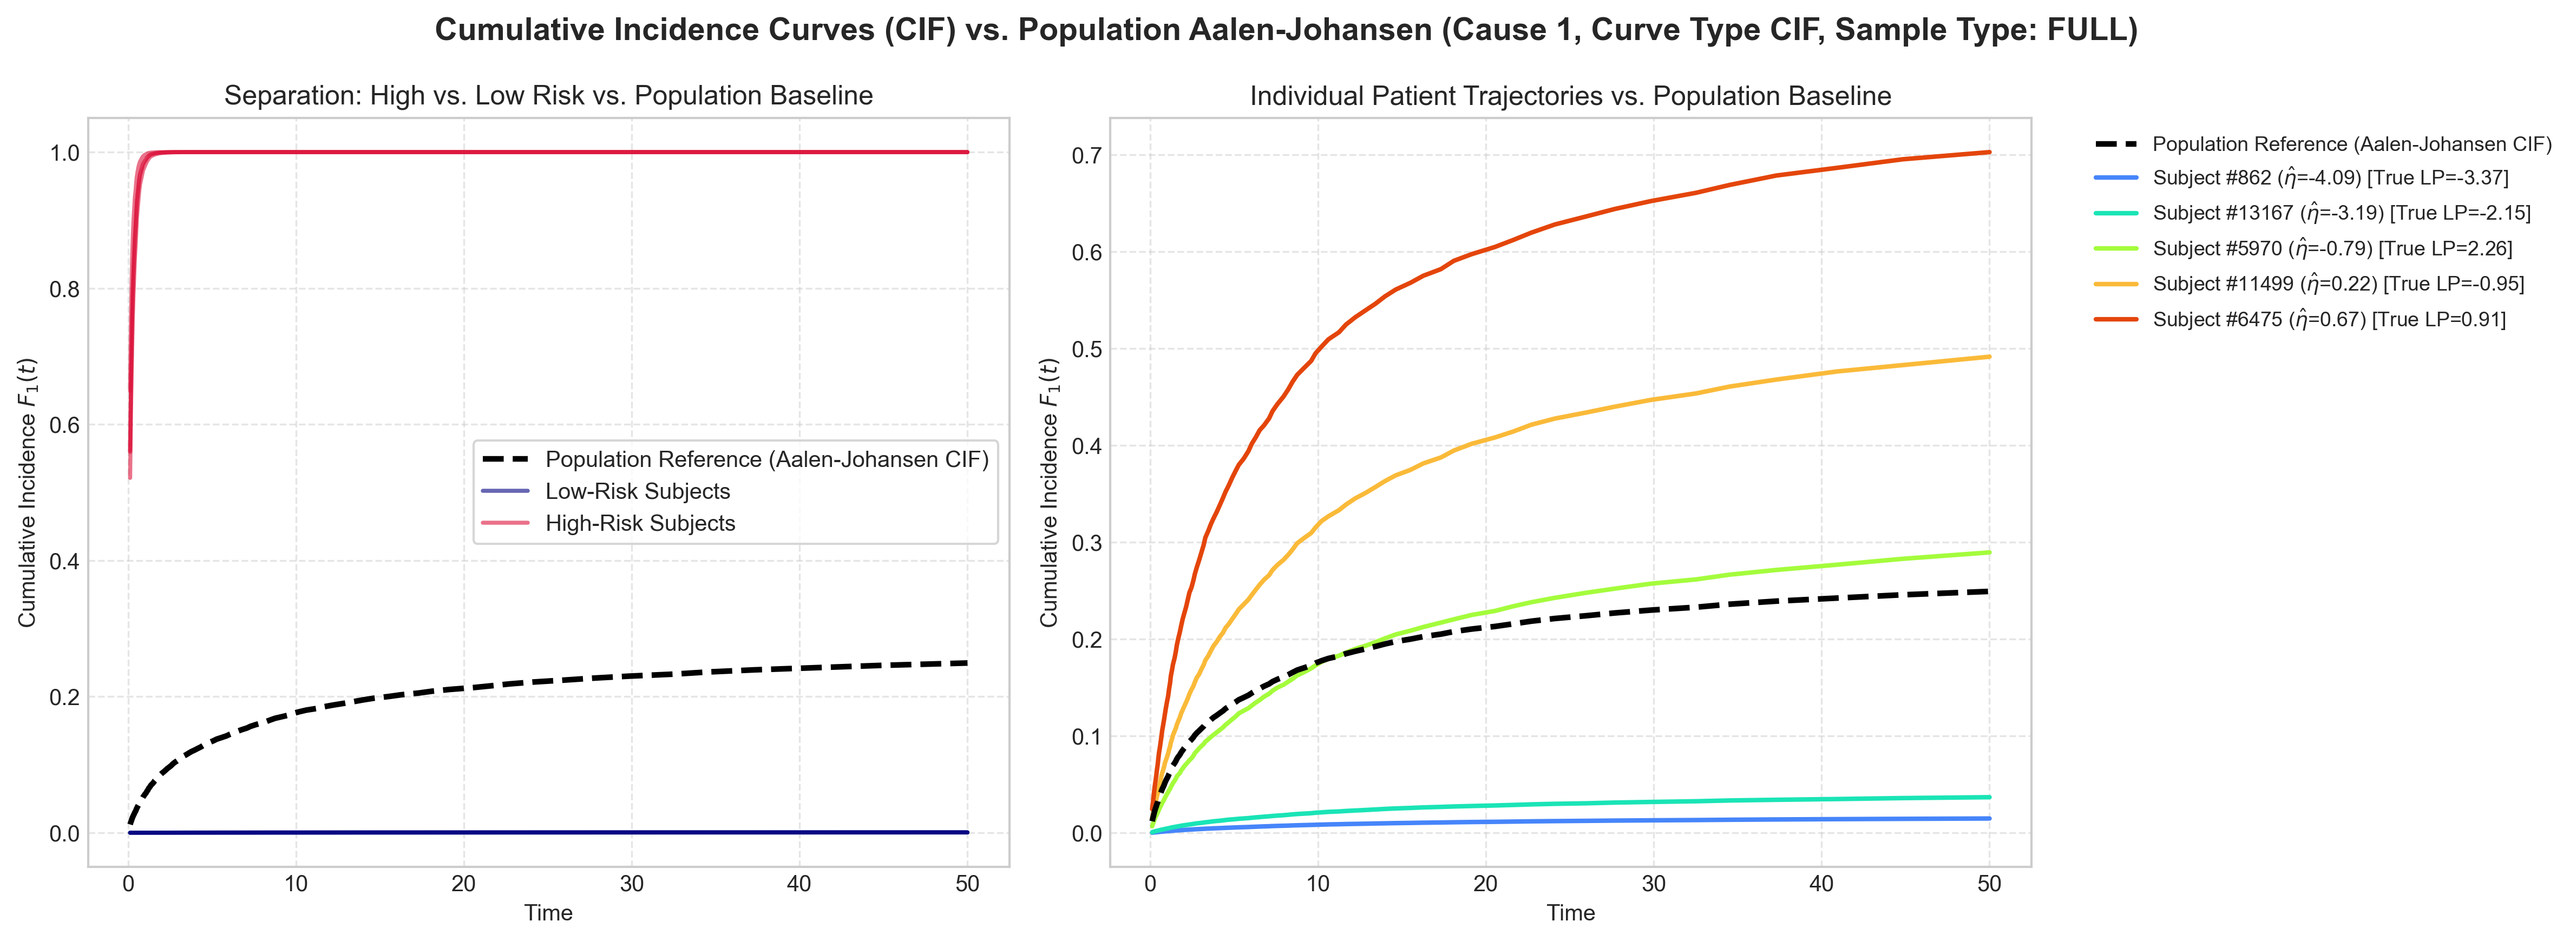 Cumulative Incidence Curves (CIF) vs. Population Aalen-Johansen (Cause 1, Curve Type CIF, Sample Type: FULL)
Separation: High vs. Low Risk vs. Population Baseline
Cumulative Incidence F₁(t)
1.0
0.8
0.6
0.4
0.2
0.0
Population Reference (Aalen-Johansen CIF)
Low-Risk Subjects
High-Risk Subjects
0 10 20 30 40 50
Time
Individual Patient Trajectories vs. Population Baseline
Cumulative Incidence F₁(t)
0.7
0.6
0.5
0.4
0.3
0.2
0.1
0.0
0 10 20 30 40 50
Time
Population Reference (Aalen-Johansen CIF)
Subject #862 (η̂=-4.09) [True LP=-3.37]
Subject #13167 (η̂=-3.19) [True LP=-2.15]
Subject #5970 (η̂=-0.79) [True LP=2.26]
Subject #11499 (η̂=0.22) [True LP=-0.95]
Subject #6475 (η̂=0.67) [True LP=0.91]